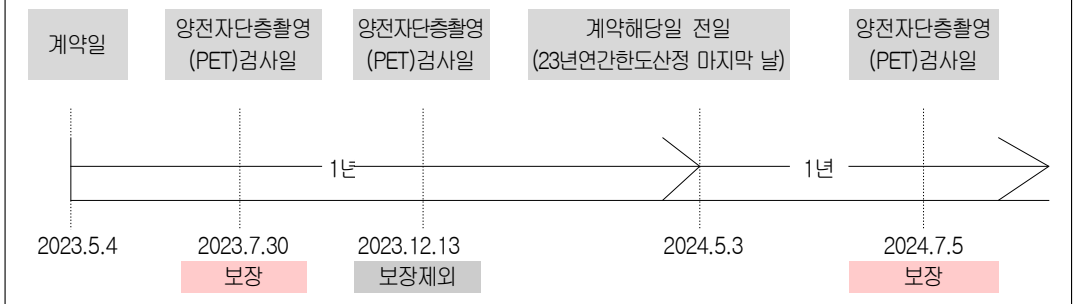 계약일
양전자단층촬영
(PET)검사일
양전자단층촬영
(PET)검사일
계약해당일 전일
(23년연간한도산정 마지막 날)
양전자단층촬영
(PET)검사일
1년
1년
2023.5.4
2023.7.30
2023.12.13
2024.5.3
2024.7.5
보장
보장제외
보장